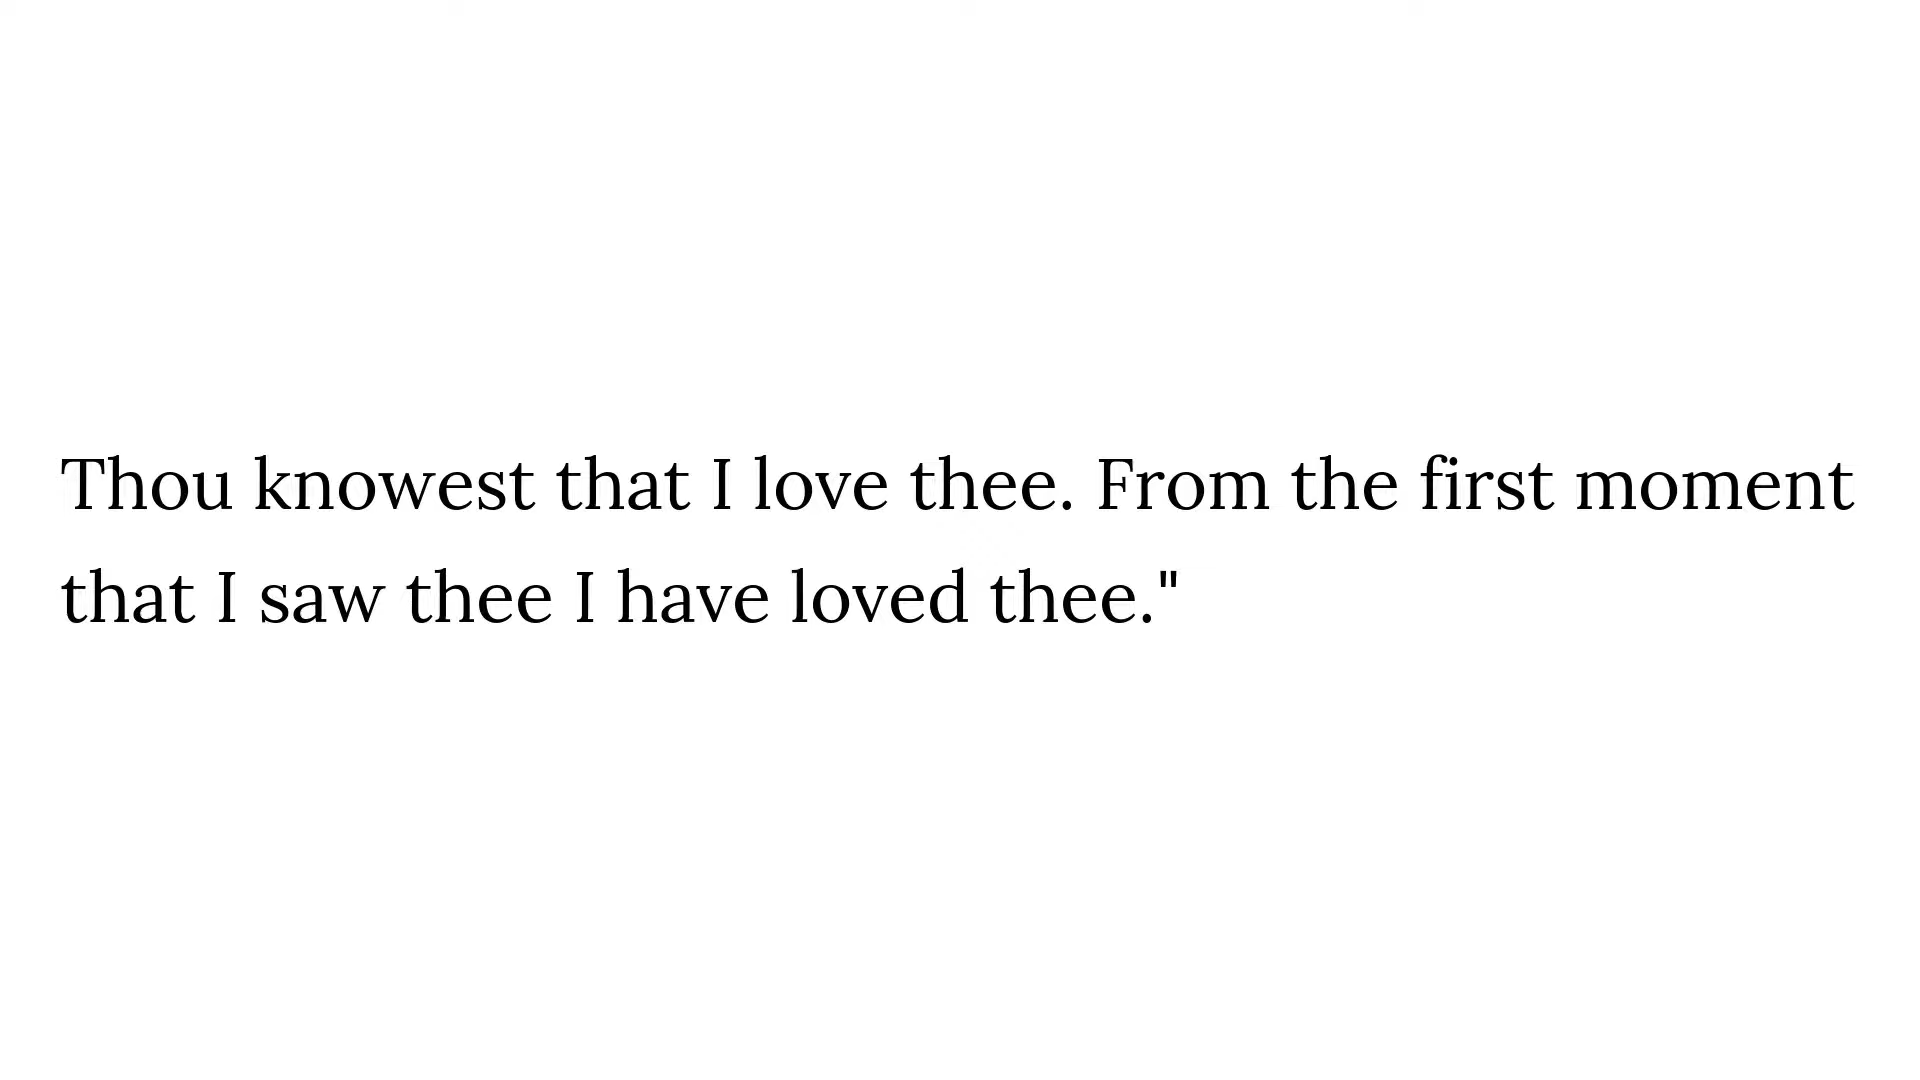 Thou knowest that I love thee. From the first moment
that I saw thee I have loved thee."